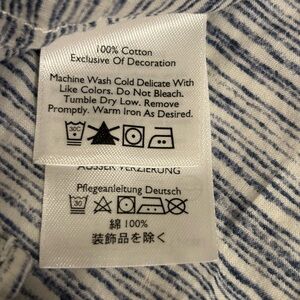 100% Cotton
Exclusive Of Decoration
Machine Wash Cold Delicate With
Like Colors. Do Not Bleach.
Tumble Dry Low. Remove
Promptly. Warm Iron As Desired.
30C
AUSSER VERZIERUNG
Pflegeanleitung Deutsch
30
綿 100%
装飾品を除く